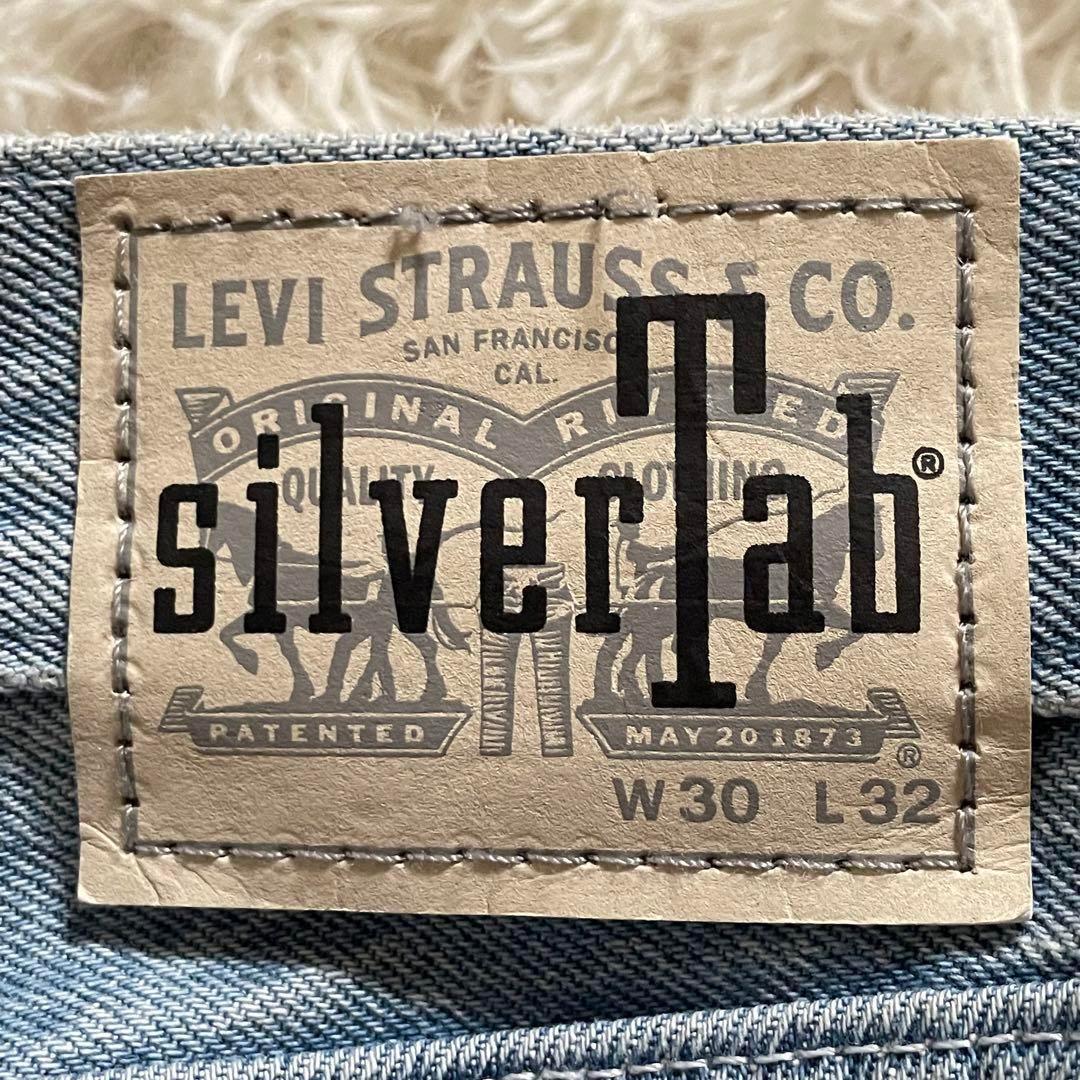 LEVI STRAUSS & CO.
SAN FRANCISCO
CAL.
ORIGINAL RIVETED
QUALITY CLOTHING
silverTab®
PATENTED MAY 20 1873 ®
W30 L32